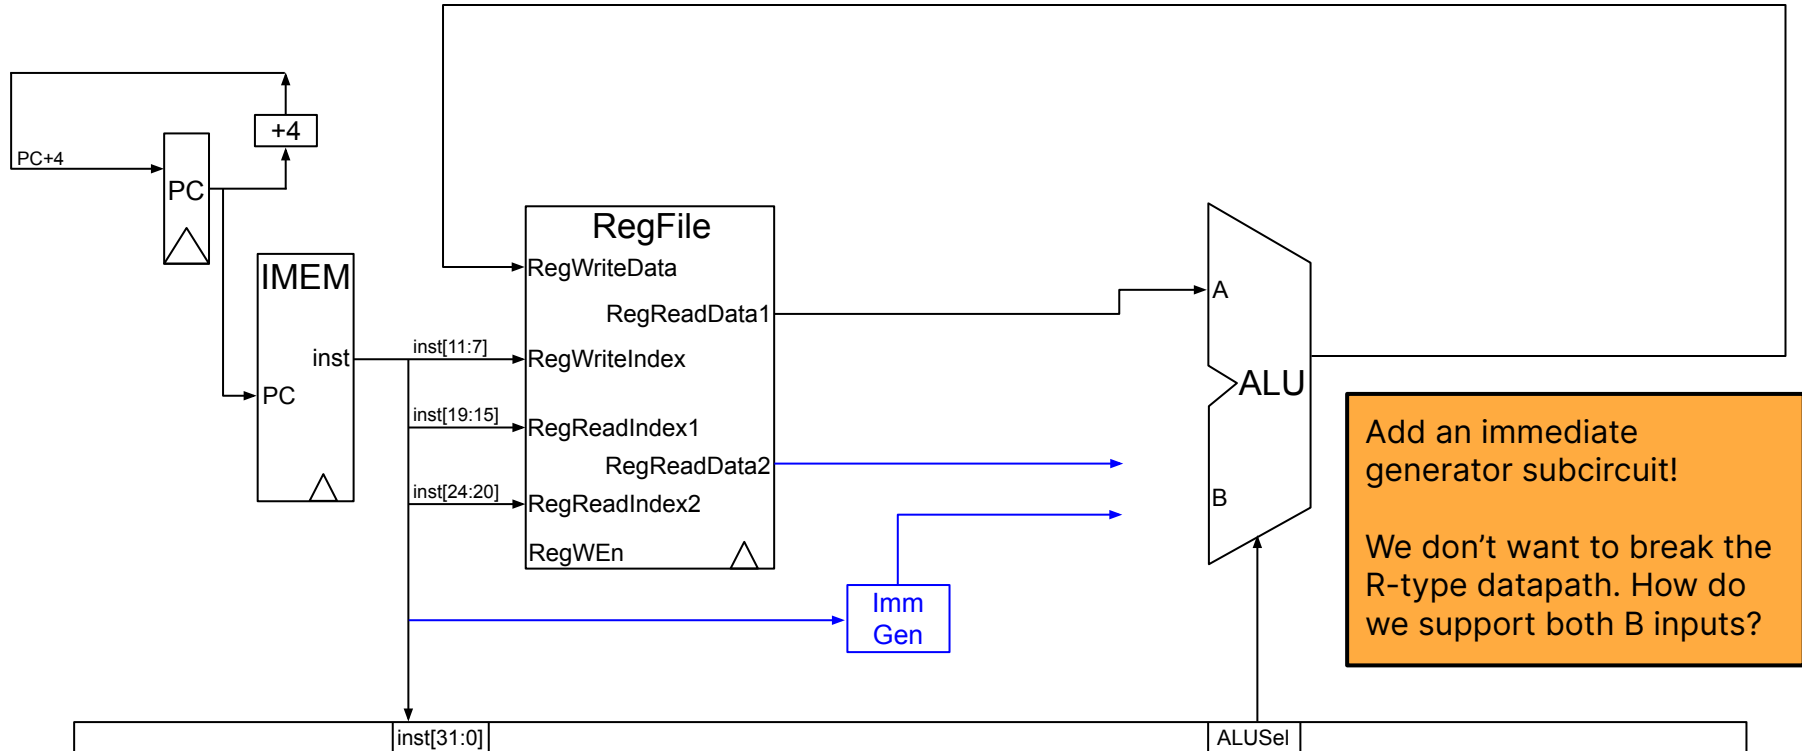 +4
PC+4
PC
IMEM
inst
PC
inst[11:7]
inst[19:15]
inst[24:20]
RegFile
RegWriteData
RegReadData1
RegWriteIndex
RegReadIndex1
RegReadData2
RegReadIndex2
RegWEn
Imm
Gen
A
ALU
B
Add an immediate
generator subcircuit!
We don’t want to break the
R-type datapath. How do
we support both B inputs?
inst[31:0]
ALUSel